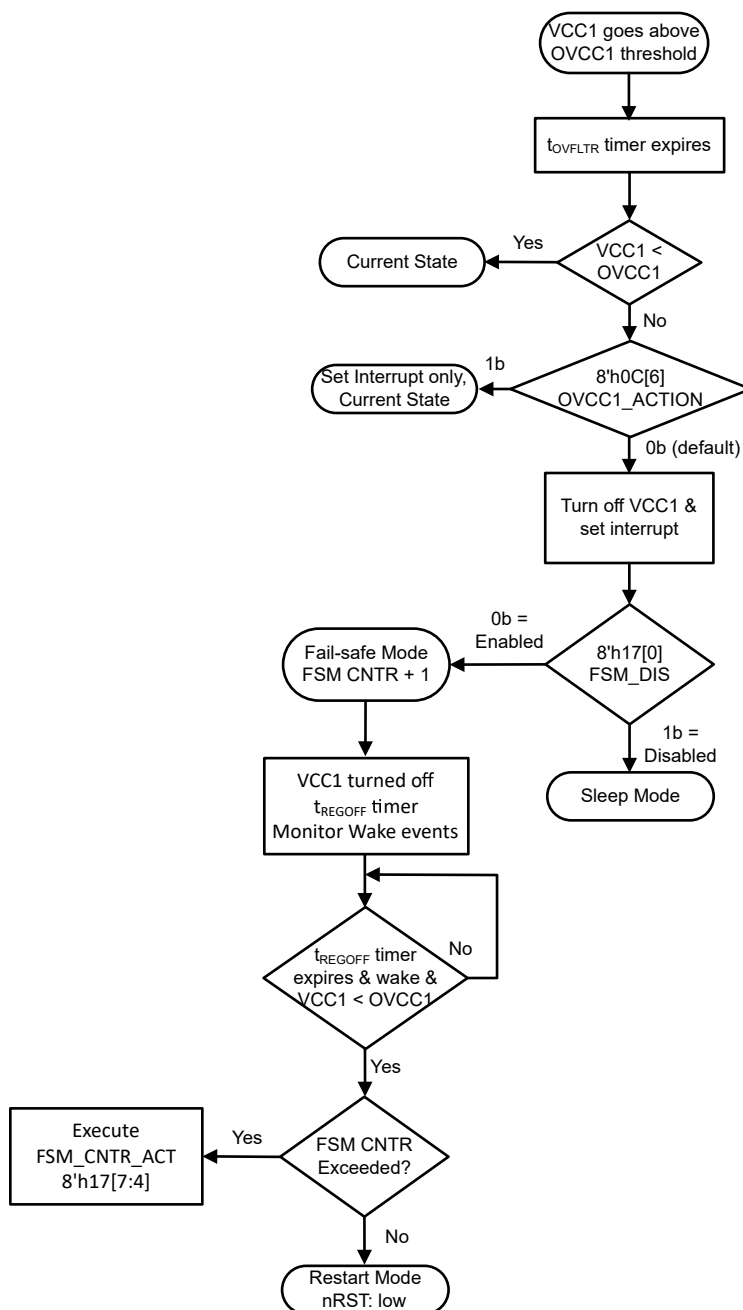 VCC1 goes above
OVCC1 threshold
tOVFLTR timer expires
Yes
VCC1 <
OVCC1
Current State
No
1b
8'h0C[6]
OVCC1_ACTION
Set Interrupt only,
Current State
0b (default)
Turn off VCC1 &
set interrupt
0b =
Enabled
8'h17[0]
FSM_DIS
Fail-safe Mode
FSM CNTR + 1
1b =
Disabled
Sleep Mode
VCC1 turned off
tREGOFF timer
Monitor Wake events
tREGOFF timer
expires & wake &
VCC1 < OVCC1
No
Yes
FSM CNTR
Exceeded?
Yes
Execute
FSM_CNTR_ACT
8'h17[7:4]
No
Restart Mode
nRST: low